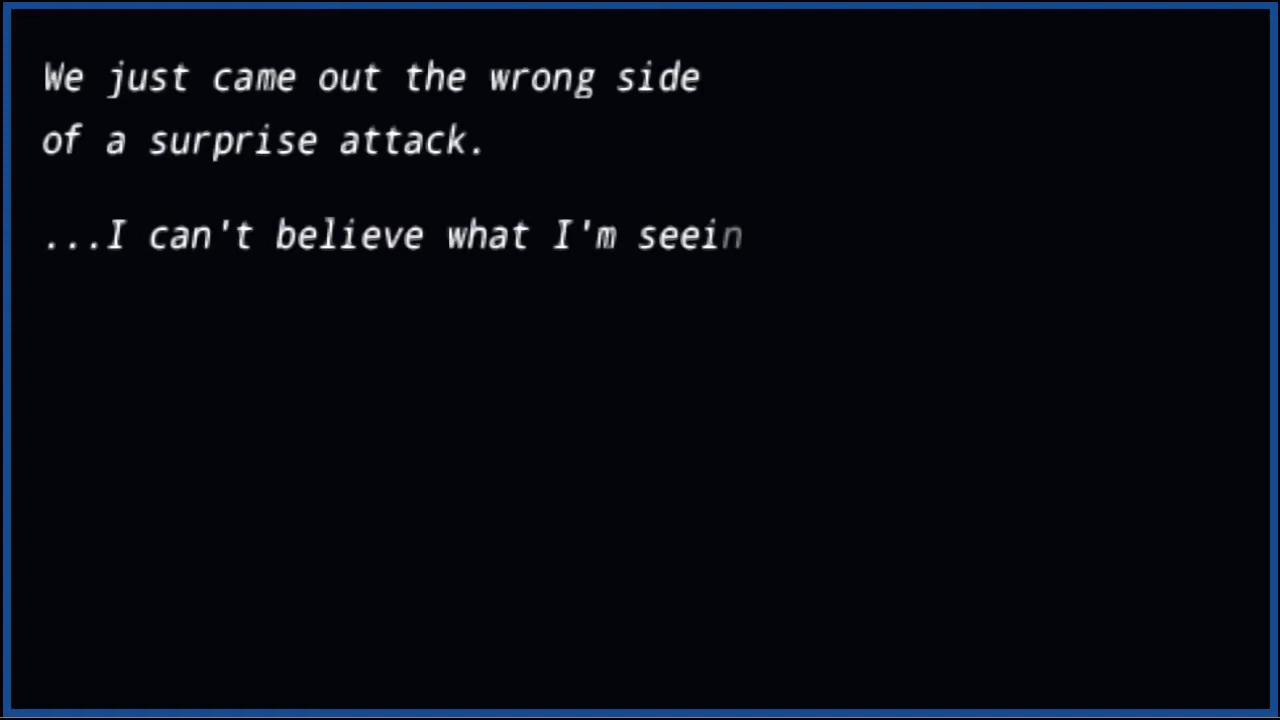 We just came out the wrong side
of a surprise attack.
...I can't believe what I'm seein